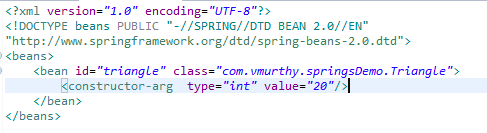 <?xml version="1.0" encoding="UTF-8"?>
<!DOCTYPE beans PUBLIC "-//SPRING//DTD BEAN 2.0//EN"
"http://www.springframework.org/dtd/spring-beans-2.0.dtd">
<beans>
    <bean id="triangle" class="com.vmurthy.springsDemo.Triangle">
        <constructor-arg  type="int" value="20"/>
    </bean>
</beans>